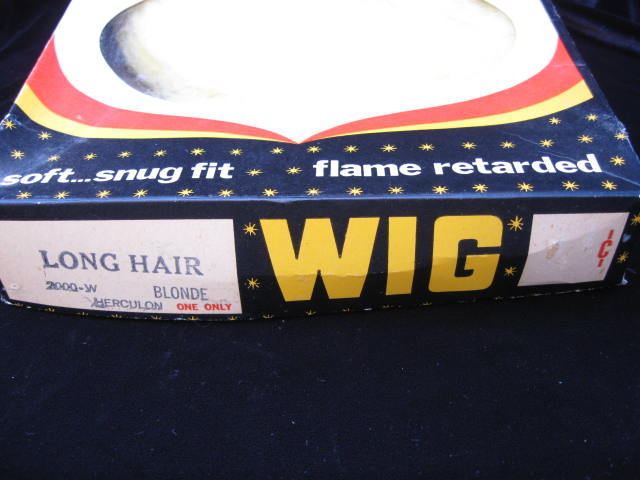 soft...snug fit flame retarded
LONG HAIR
2000-W BLONDE
HERCULON ONE ONLY
WIG
ICI